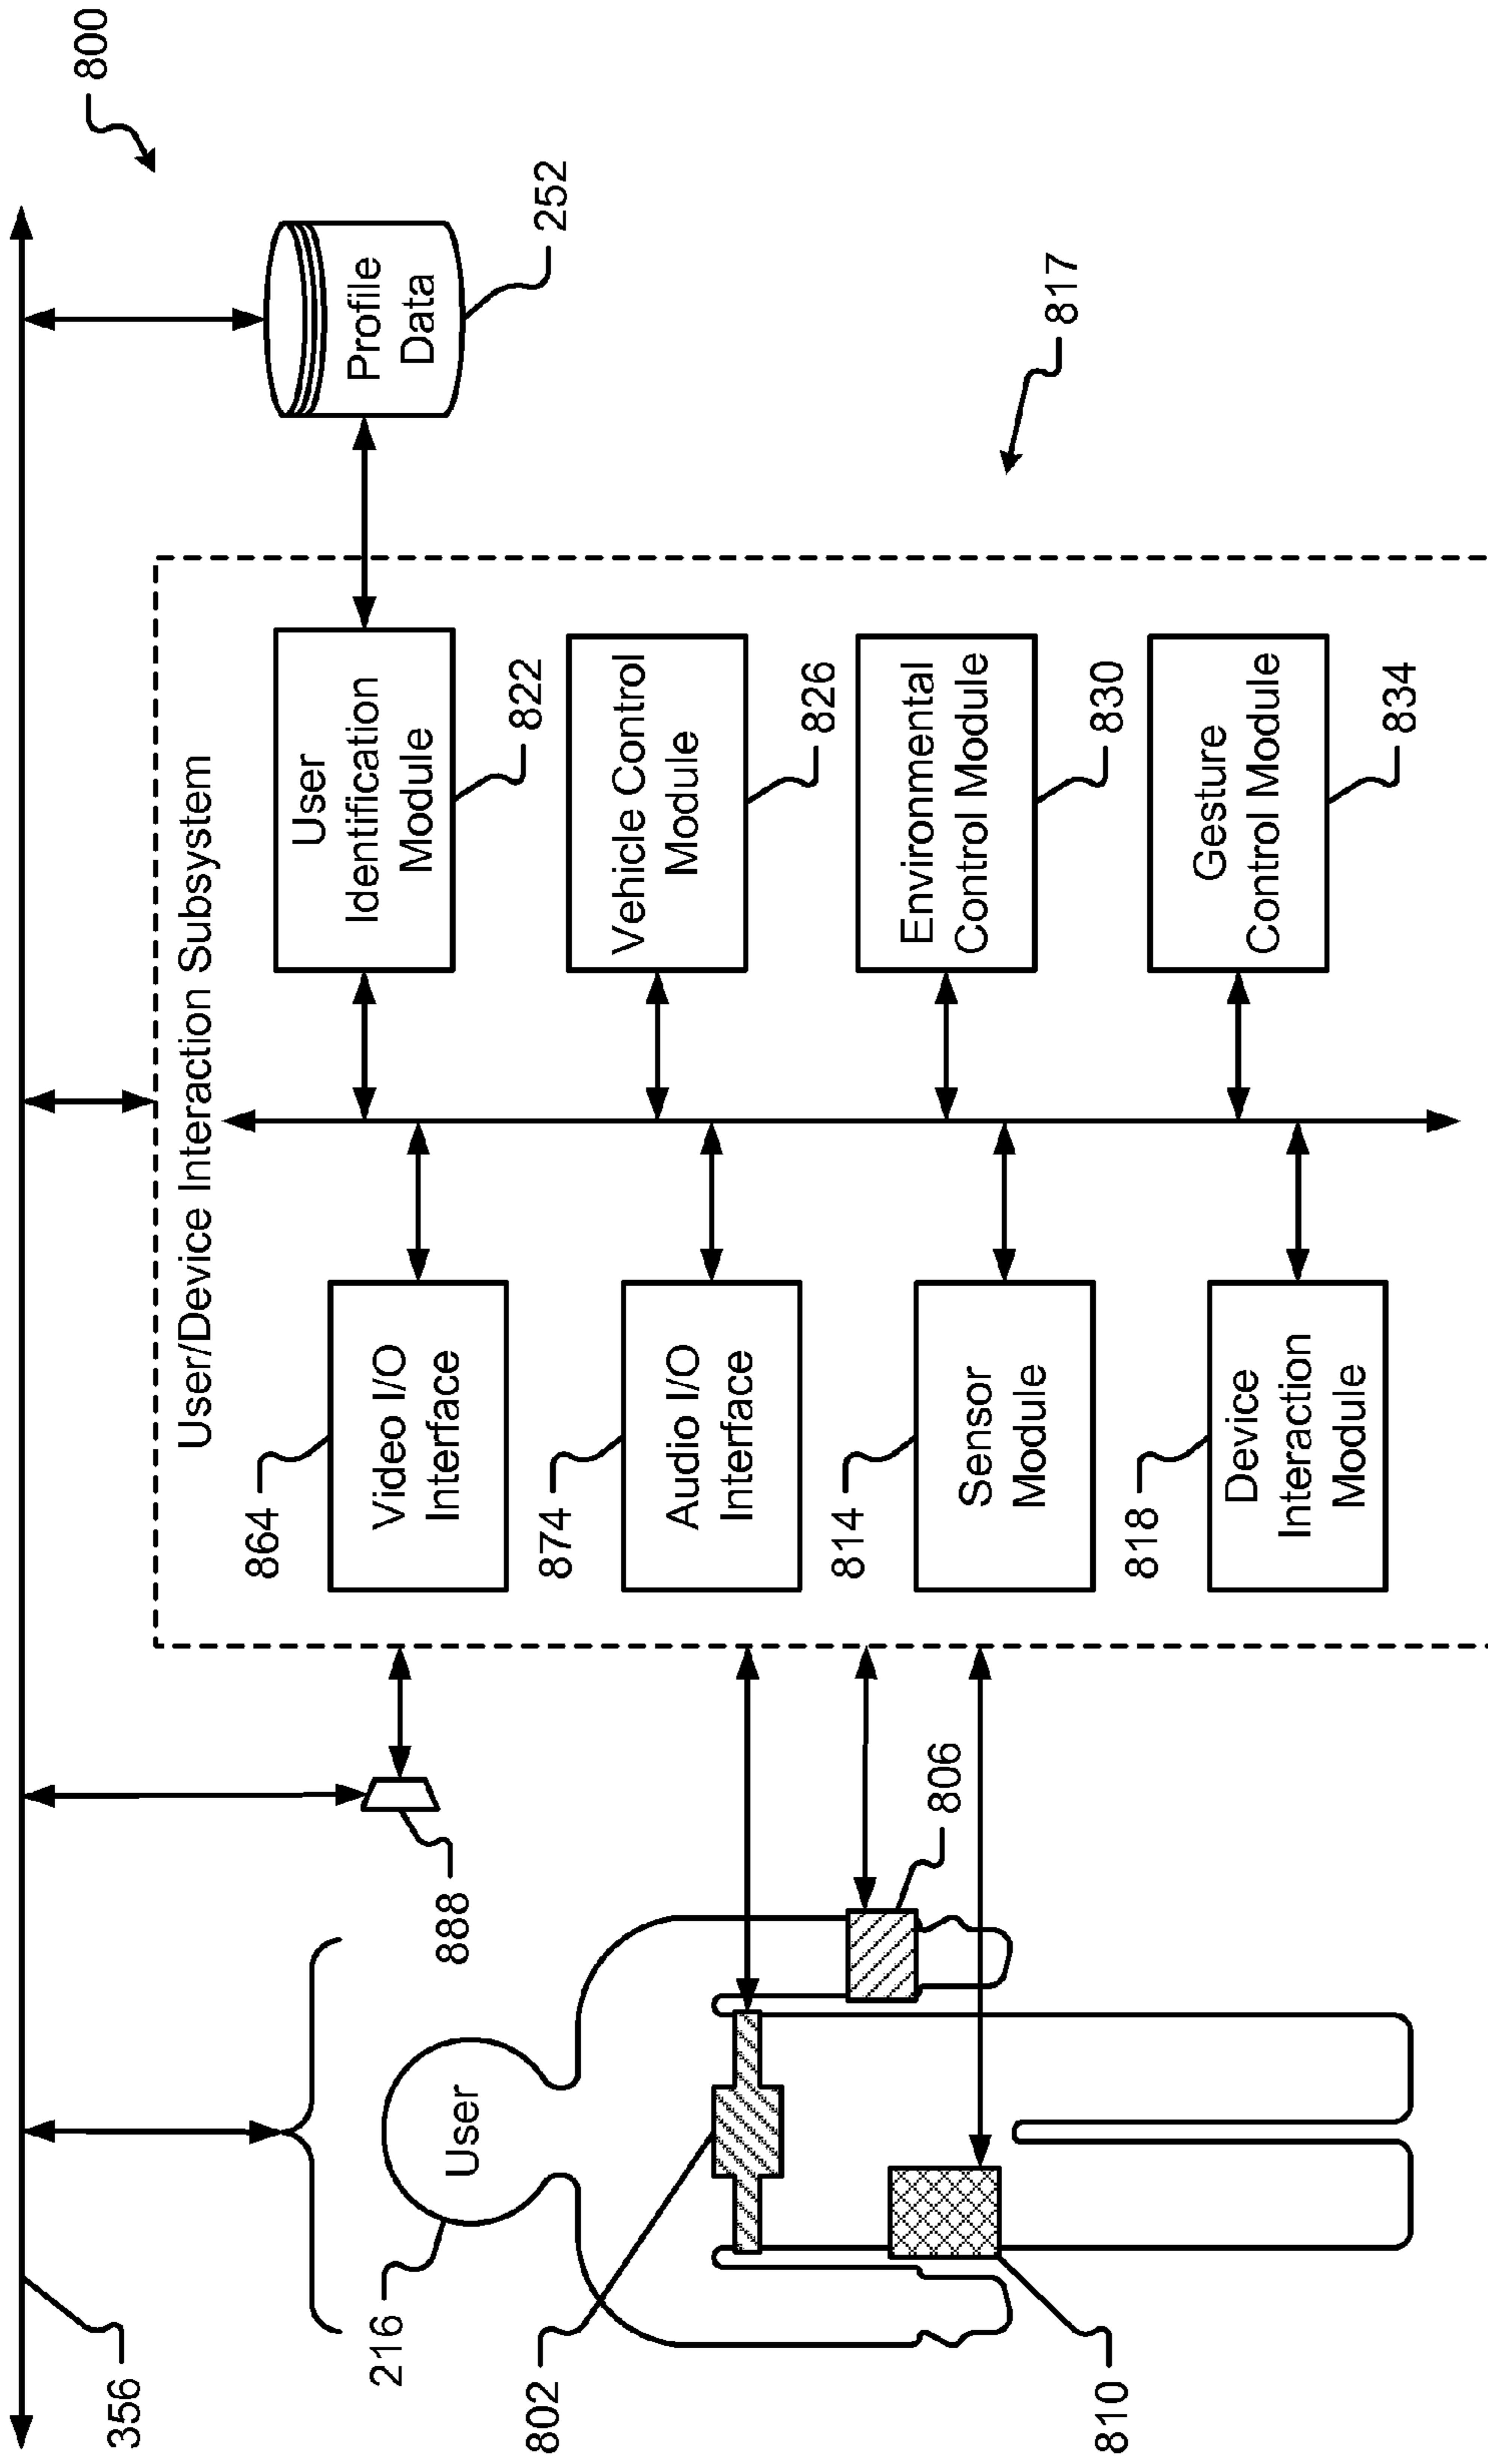 800
356
User/Device Interaction Subsystem
Profile
Data
252
216
User
888
802
806
810
864
Video I/O
Interface
User
Identification
Module
822
874
Audio I/O
Interface
Vehicle Control
Module
826
814
Sensor
Module
Environmental
Control Module
830
818
Device
Interaction
Module
Gesture
Control Module
834
817